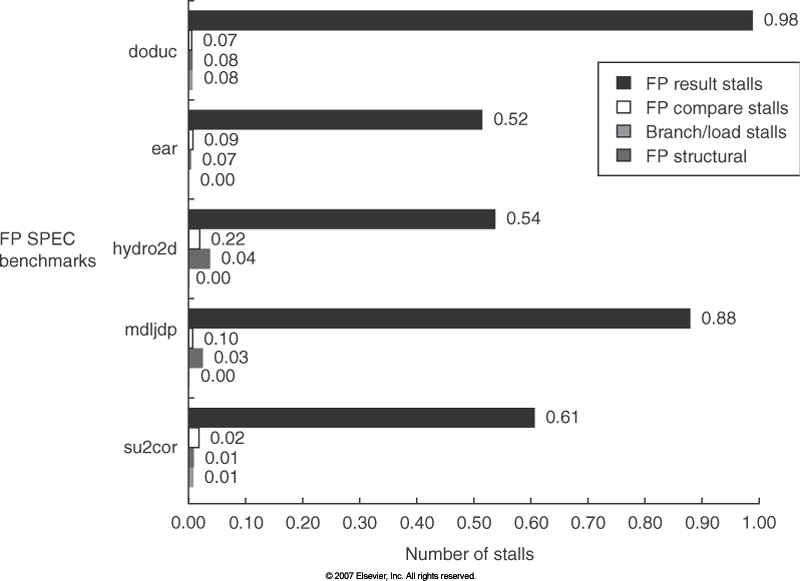 0.98
doduc
0.07
0.08
0.08
FP result stalls
FP compare stalls
Branch/load stalls
FP structural
0.52
ear
0.09
0.07
0.00
0.54
FP SPEC
benchmarks
hydro2d
0.22
0.04
0.00
0.88
mdljdp
0.10
0.03
0.00
0.61
su2cor
0.02
0.01
0.01
0.00 0.10 0.20 0.30 0.40 0.50 0.60 0.70 0.80 0.90 1.00
Number of stalls
© 2007 Elsevier, Inc. All rights reserved.